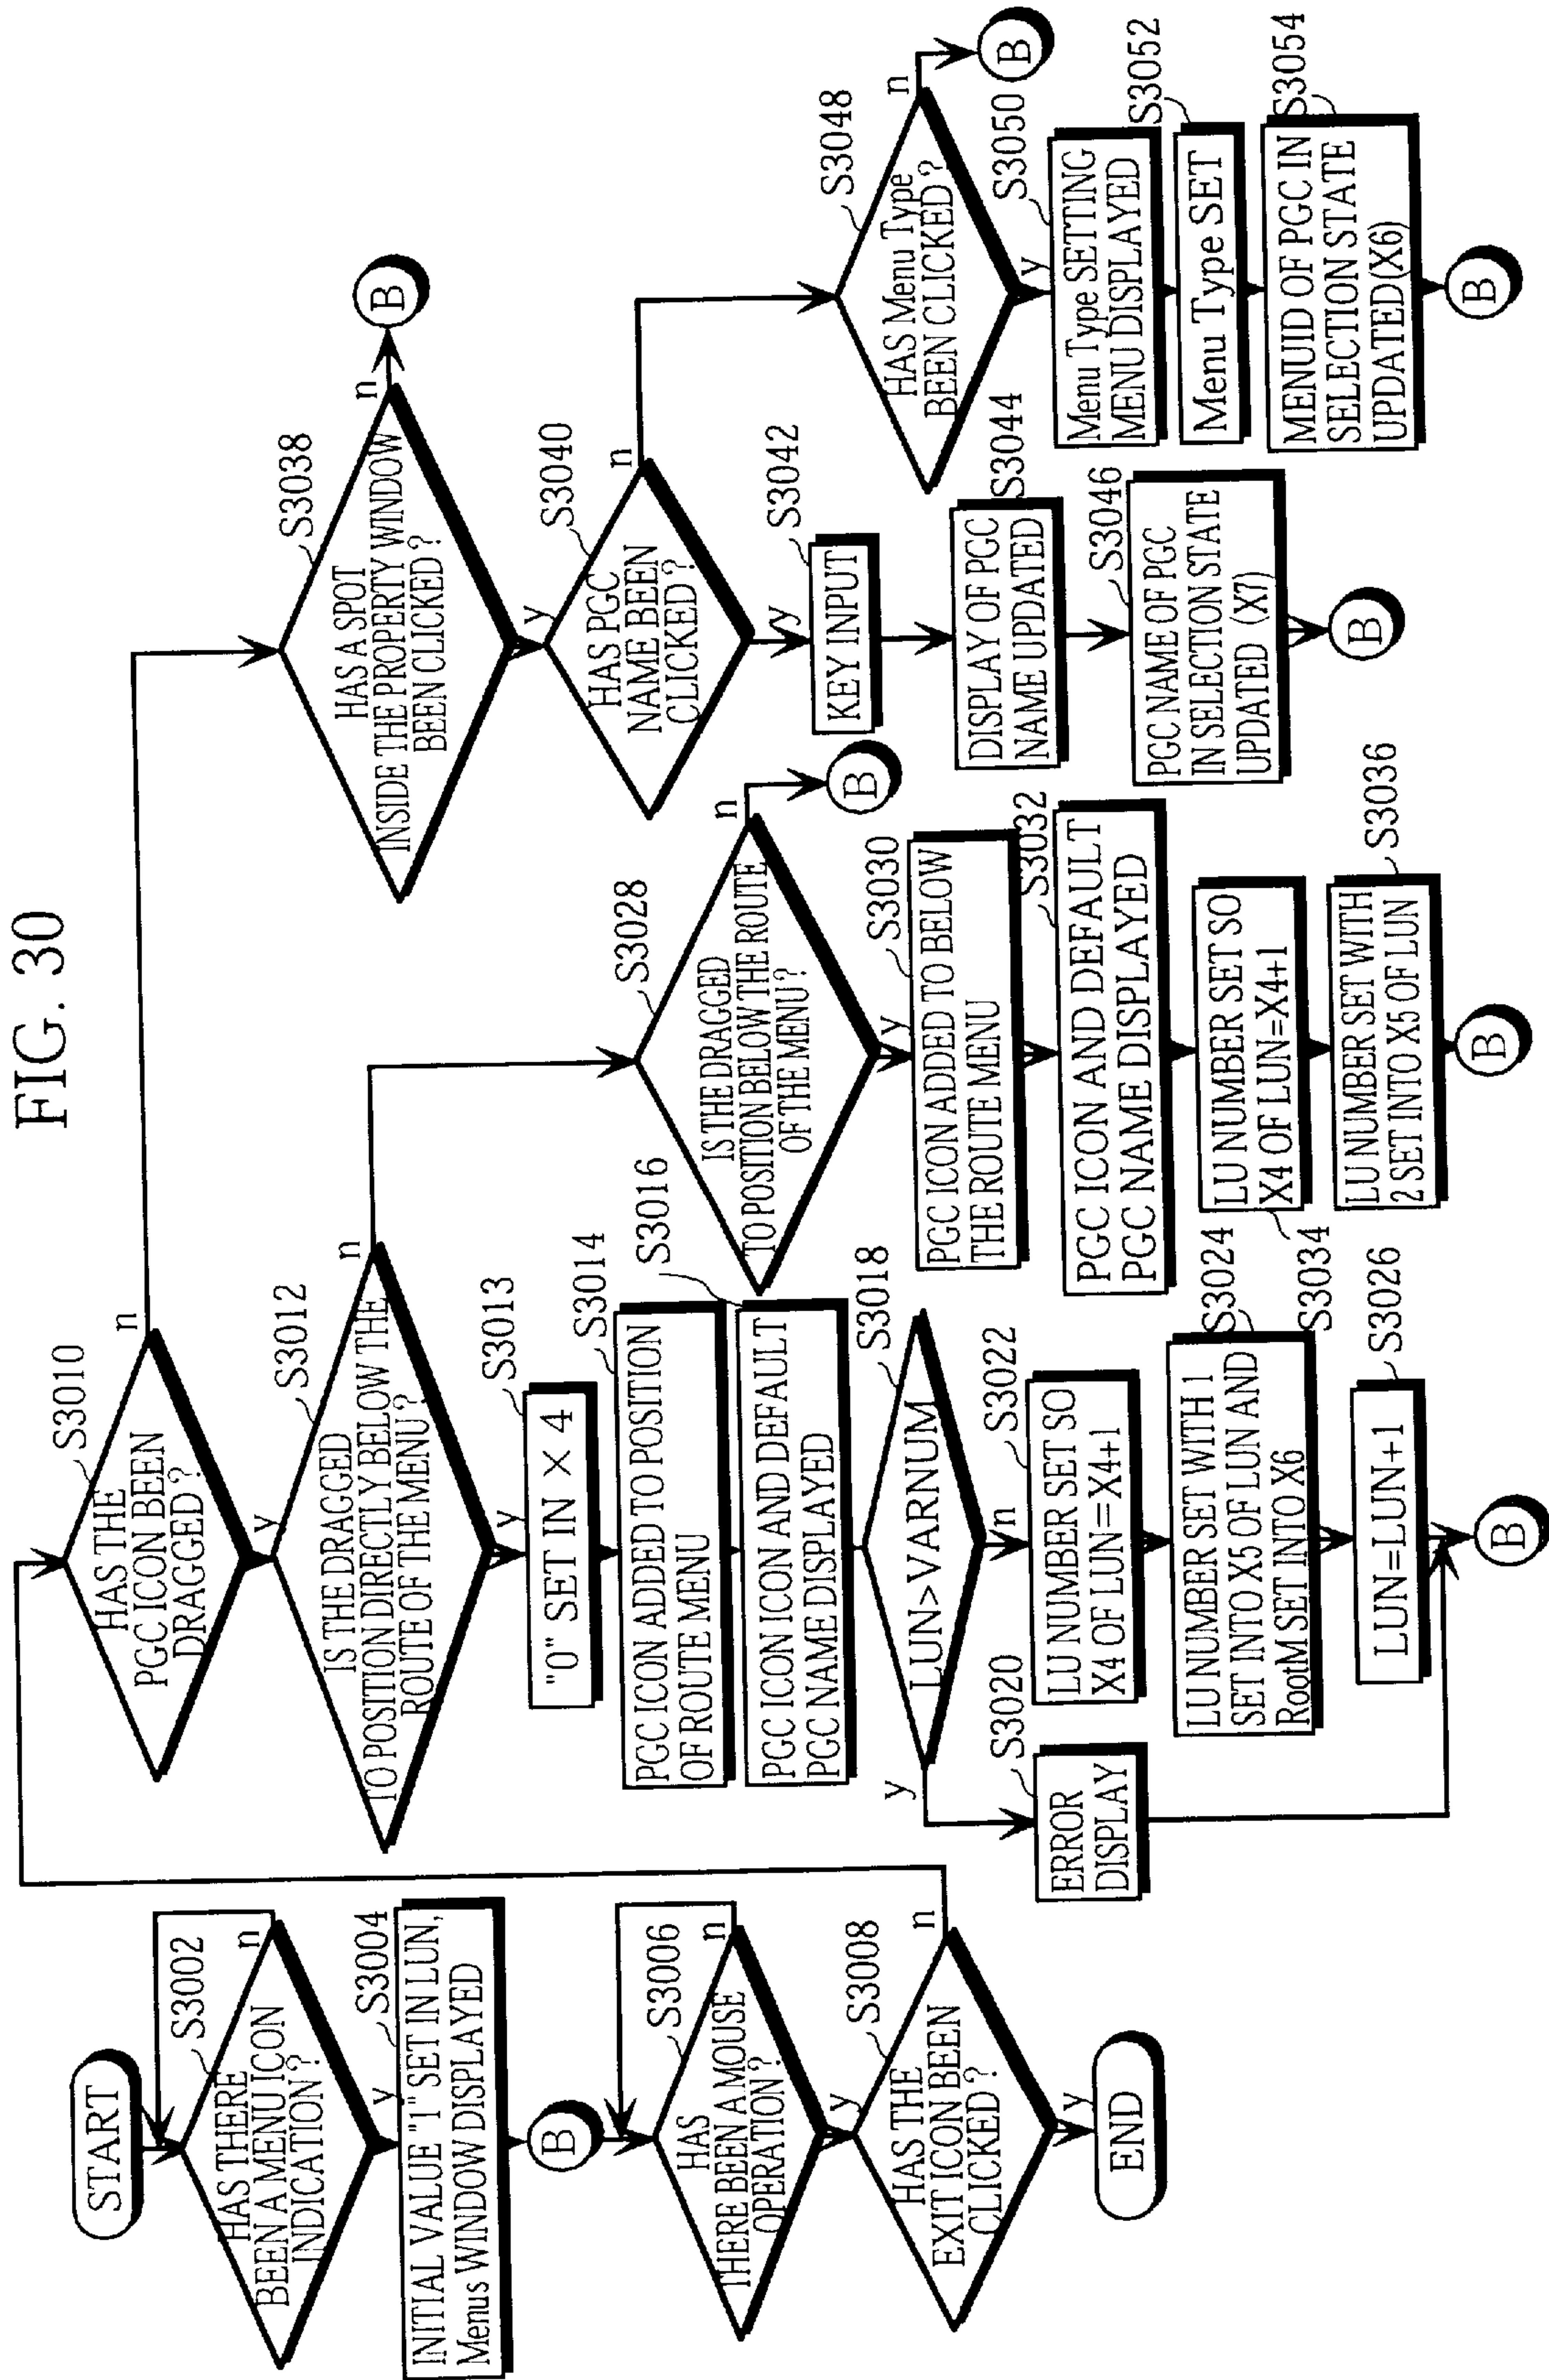 FIG. 30
START
HAS THERE
BEEN A MENU ICON
INDICATION?
S3002
n
y
S3004
INITIAL VALUE "1" SET IN LUN,
Menus WINDOW DISPLAYED
B
HAS
THERE BEEN A MOUSE
OPERATION?
S3006
n
y
HAS THE
EXIT ICON BEEN
CLICKED?
S3008
n
y
END
HAS THE
PGC ICON BEEN
DRAGGED?
S3010
n
y
IS THE DRAGGED
TO POSITION DIRECTLY BELOW THE
ROUTE OF THE MENU?
S3012
n
y
S3013
"0" SET IN × 4
S3014
PGC ICON ADDED TO POSITION
OF ROUTE MENU
S3016
PGC ICON AND DEFAULT
PGC NAME DISPLAYED
S3018
LUN>VARNUM
y
n
S3020
ERROR
DISPLAY
S3022
LU NUMBER SET SO
X4 OF LUN=X4+1
S3024
LU NUMBER SET WITH 1
SET INTO X5 OF LUN AND
RootM SET INTO X6
S3026
LUN=LUN+1
B
IS THE DRAGGED
TO POSITION BELOW THE ROUTE
OF THE MENU?
S3028
n
B
y
S3030
PGC ICON ADDED TO BELOW
THE ROUTE MENU
S3032
PGC ICON AND DEFAULT
PGC NAME DISPLAYED
LU NUMBER SET SO
X4 OF LUN=X4+1
S3034
S3036
LU NUMBER SET WITH
2 SET INTO X5 OF LUN
B
HAS A SPOT
INSIDE THE PROPERTY WINDOW
BEEN CLICKED?
S3038
n
B
y
HAS PGC
NAME BEEN
CLICKED?
S3040
n
y
S3042
KEY INPUT
S3044
DISPLAY OF PGC
NAME UPDATED
S3046
PGC NAME OF PGC
IN SELECTION STATE
UPDATED (X7)
B
HAS Menu Type
BEEN CLICKED?
S3048
n
B
y
S3050
Menu Type SETTING
MENU DISPLAYED
S3052
Menu Type SET
S3054
MENUID OF PGC IN
SELECTION STATE
UPDATED(X6)
B